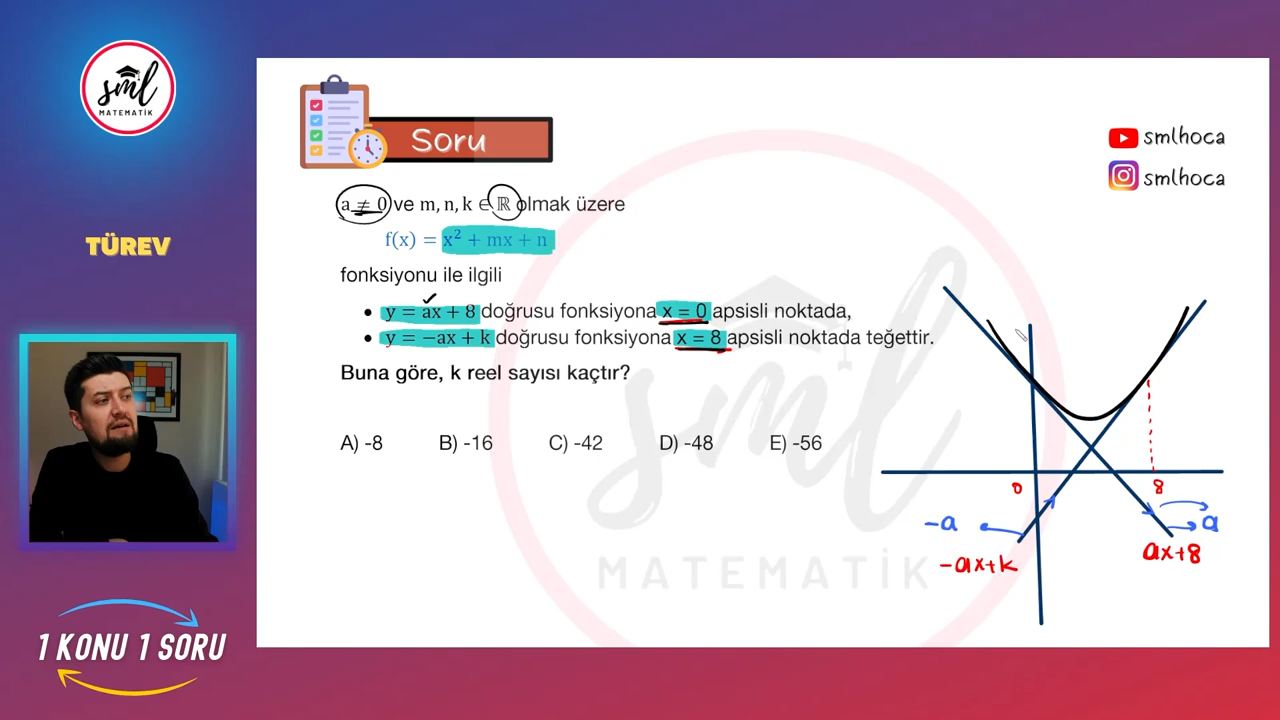 sml
MATEMATİK
Soru
smlhoca
smlhoca
a ≠ 0 ve m, n, k ∈ ℝ olmak üzere
TÜREV
f(x) = x² + mx + n
fonksiyonu ile ilgili
• y = ax + 8 doğrusu fonksiyona x = 0 apsisli noktada,
• y = −ax + k doğrusu fonksiyona x = 8 apsisli noktada teğettir.
Buna göre, k reel sayısı kaçtır?
A) -8 B) -16 C) -42 D) -48 E) -56
0 8
-a a
-ax+k ax+8
sml
MATEMATİK
1 KONU 1 SORU